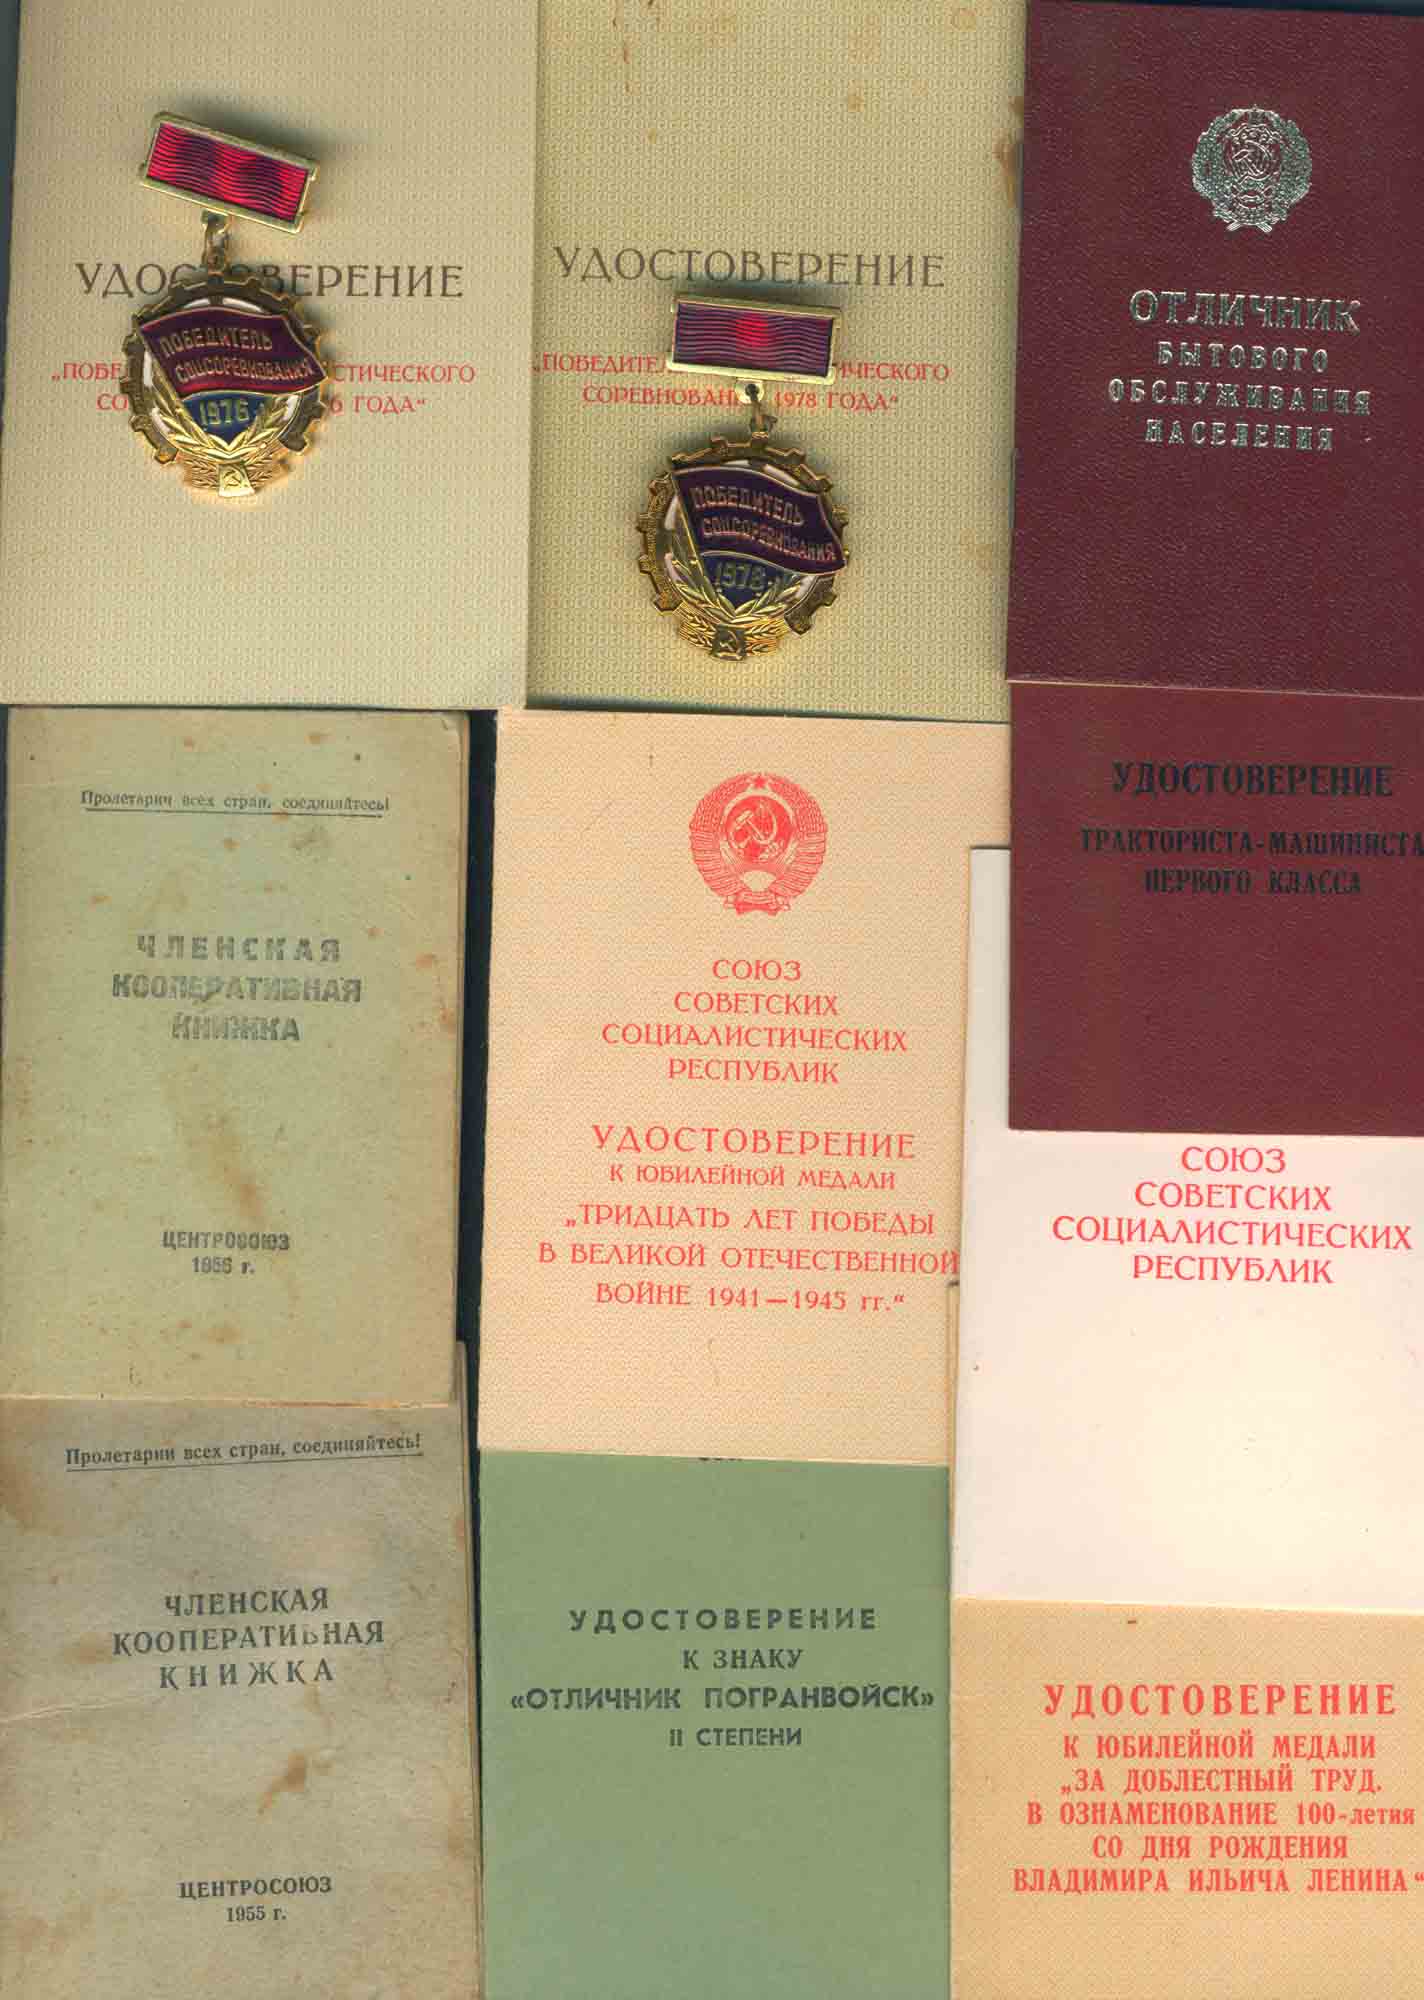 УДОСТОВЕРЕНИЕ
„ПОБЕ СТИЧЕСКОГО
СО 6 ГОДА“
ПОБЕДИТЕЛЬ
СОЦСОРЕВНОВАНИЯ
1976
УДОСТОВЕРЕНИЕ
„ПОБЕДИТЕЛ ИЧЕСКОГО
СОРЕВНОВАНИ 1978 ГОДА“
ПОБЕДИТЕЛЬ
СОЦСОРЕВНОВАНИЯ
1978
ОТЛИЧНИК
БЫТОВОГО
ОБСЛУЖИВАНИЯ
НАСЕЛЕНИЯ
УДОСТОВЕРЕНИЕ
ТРАКТОРИСТА-МАШИНИСТА
ПЕРВОГО КЛАССА
Пролетарии всех стран, соединяйтесь!
ЧЛЕНСКАЯ
КООПЕРАТИВНАЯ
КНИЖКА
ЦЕНТРОСОЮЗ
1956 г.
СОЮЗ
СОВЕТСКИХ
СОЦИАЛИСТИЧЕСКИХ
РЕСПУБЛИК
УДОСТОВЕРЕНИЕ
К ЮБИЛЕЙНОЙ МЕДАЛИ
„ТРИДЦАТЬ ЛЕТ ПОБЕДЫ
В ВЕЛИКОЙ ОТЕЧЕСТВЕННОЙ
ВОЙНЕ 1941—1945 гг.“
СОЮЗ
СОВЕТСКИХ
СОЦИАЛИСТИЧЕСКИХ
РЕСПУБЛИК
Пролетарии всех стран, соединяйтесь!
ЧЛЕНСКАЯ
КООПЕРАТИВНАЯ
КНИЖКА
ЦЕНТРОСОЮЗ
1955 г.
УДОСТОВЕРЕНИЕ
К ЗНАКУ
«ОТЛИЧНИК ПОГРАНВОЙСК»
II СТЕПЕНИ
УДОСТОВЕРЕНИЕ
К ЮБИЛЕЙНОЙ МЕДАЛИ
„ЗА ДОБЛЕСТНЫЙ ТРУД.
В ОЗНАМЕНОВАНИЕ 100-летия
СО ДНЯ РОЖДЕНИЯ
ВЛАДИМИРА ИЛЬИЧА ЛЕНИНА“